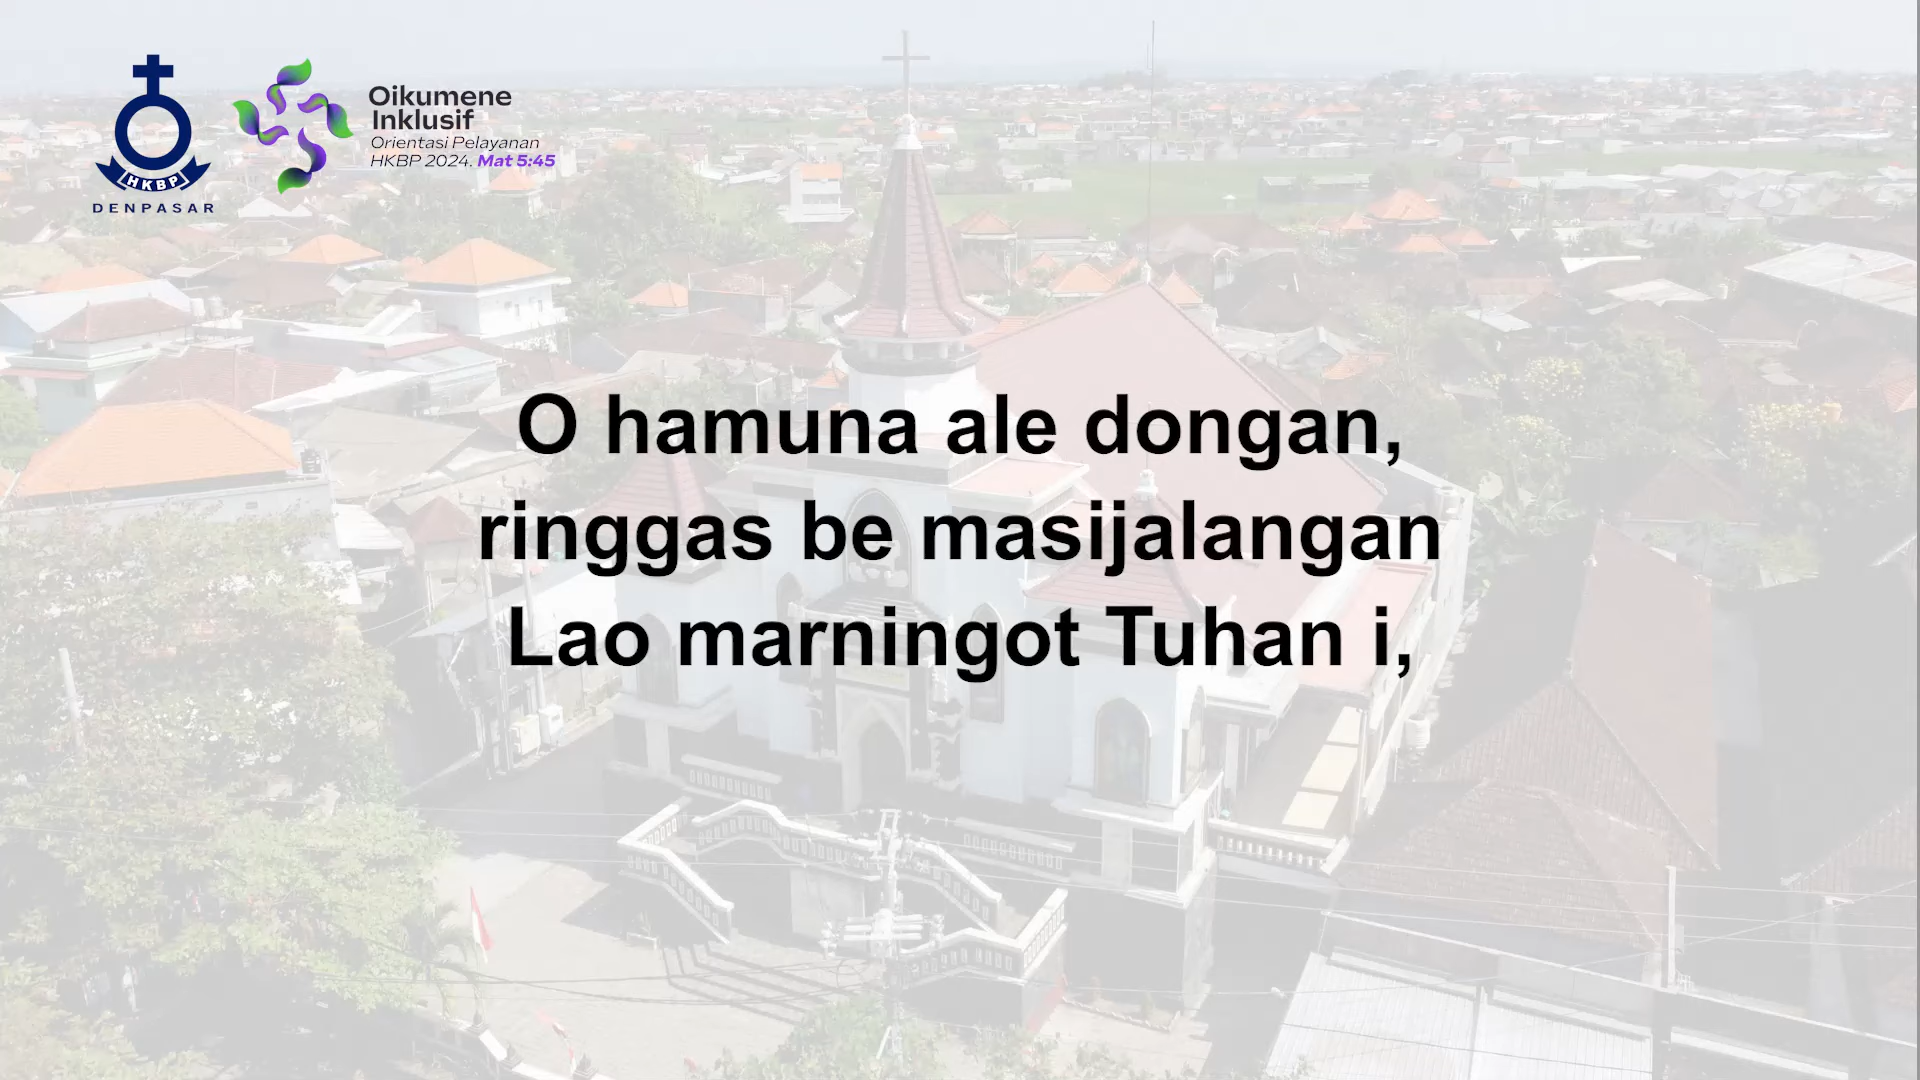 HKBP
DENPASAR
Oikumene
Inklusif
Orientasi Pelayanan
HKBP 2024. Mat 5:45
O hamuna ale dongan,
ringgas be masijalangan
Lao marningot Tuhan i,